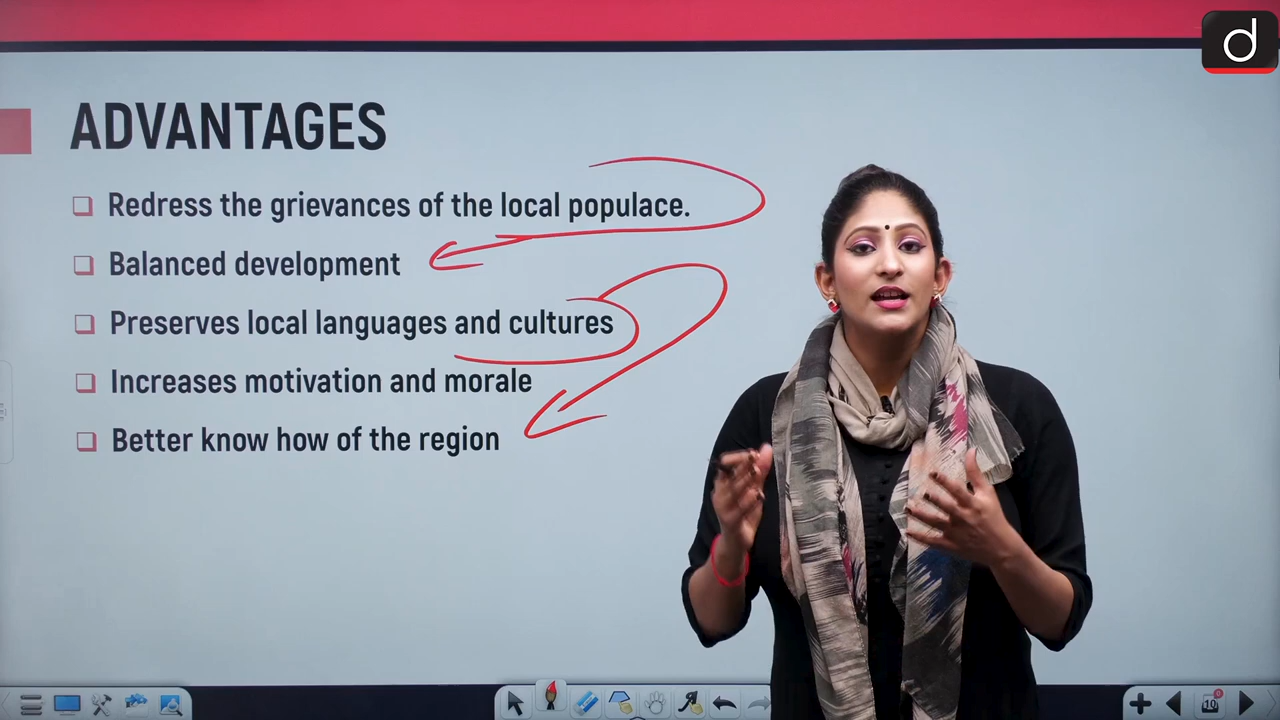 d
ADVANTAGES
Redress the grievances of the local populace.
Balanced development
Preserves local languages and cultures
Increases motivation and morale
Better know how of the region